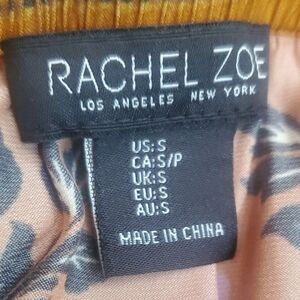 RACHEL ZOE
LOS ANGELES NEW YORK
US:S
CA:S/P
UK:S
EU:S
AU:S
MADE IN CHINA